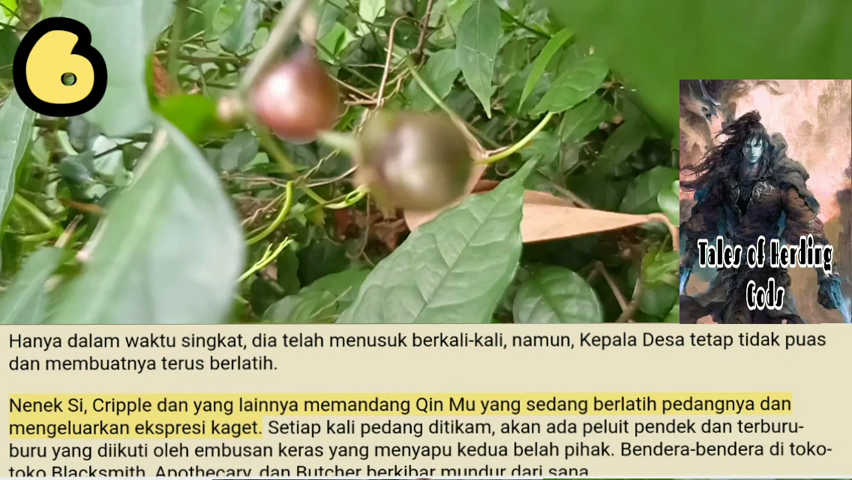 6
Tales of Herding
Gods
Hanya dalam waktu singkat, dia telah menusuk berkali-kali, namun, Kepala Desa tetap tidak puas
dan membuatnya terus berlatih.
Nenek Si, Cripple dan yang lainnya memandang Qin Mu yang sedang berlatih pedangnya dan
mengeluarkan ekspresi kaget. Setiap kali pedang ditikam, akan ada peluit pendek dan terburu-
buru yang diikuti oleh embusan keras yang menyapu kedua belah pihak. Bendera-bendera di toko-
toko Blacksmith, Apothecary, dan Butcher berkibar mundur dari sana.